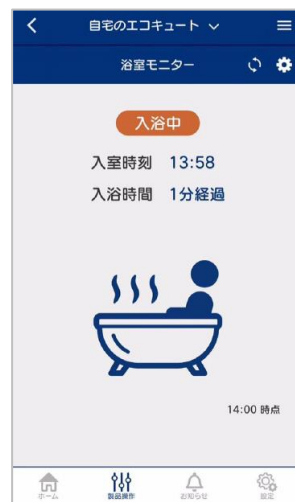 自宅のエコキュート
浴室モニター
入浴中
入室時刻 13:58
入浴時間 1分経過
14:00 時点
ホーム 製品操作 お知らせ 設定